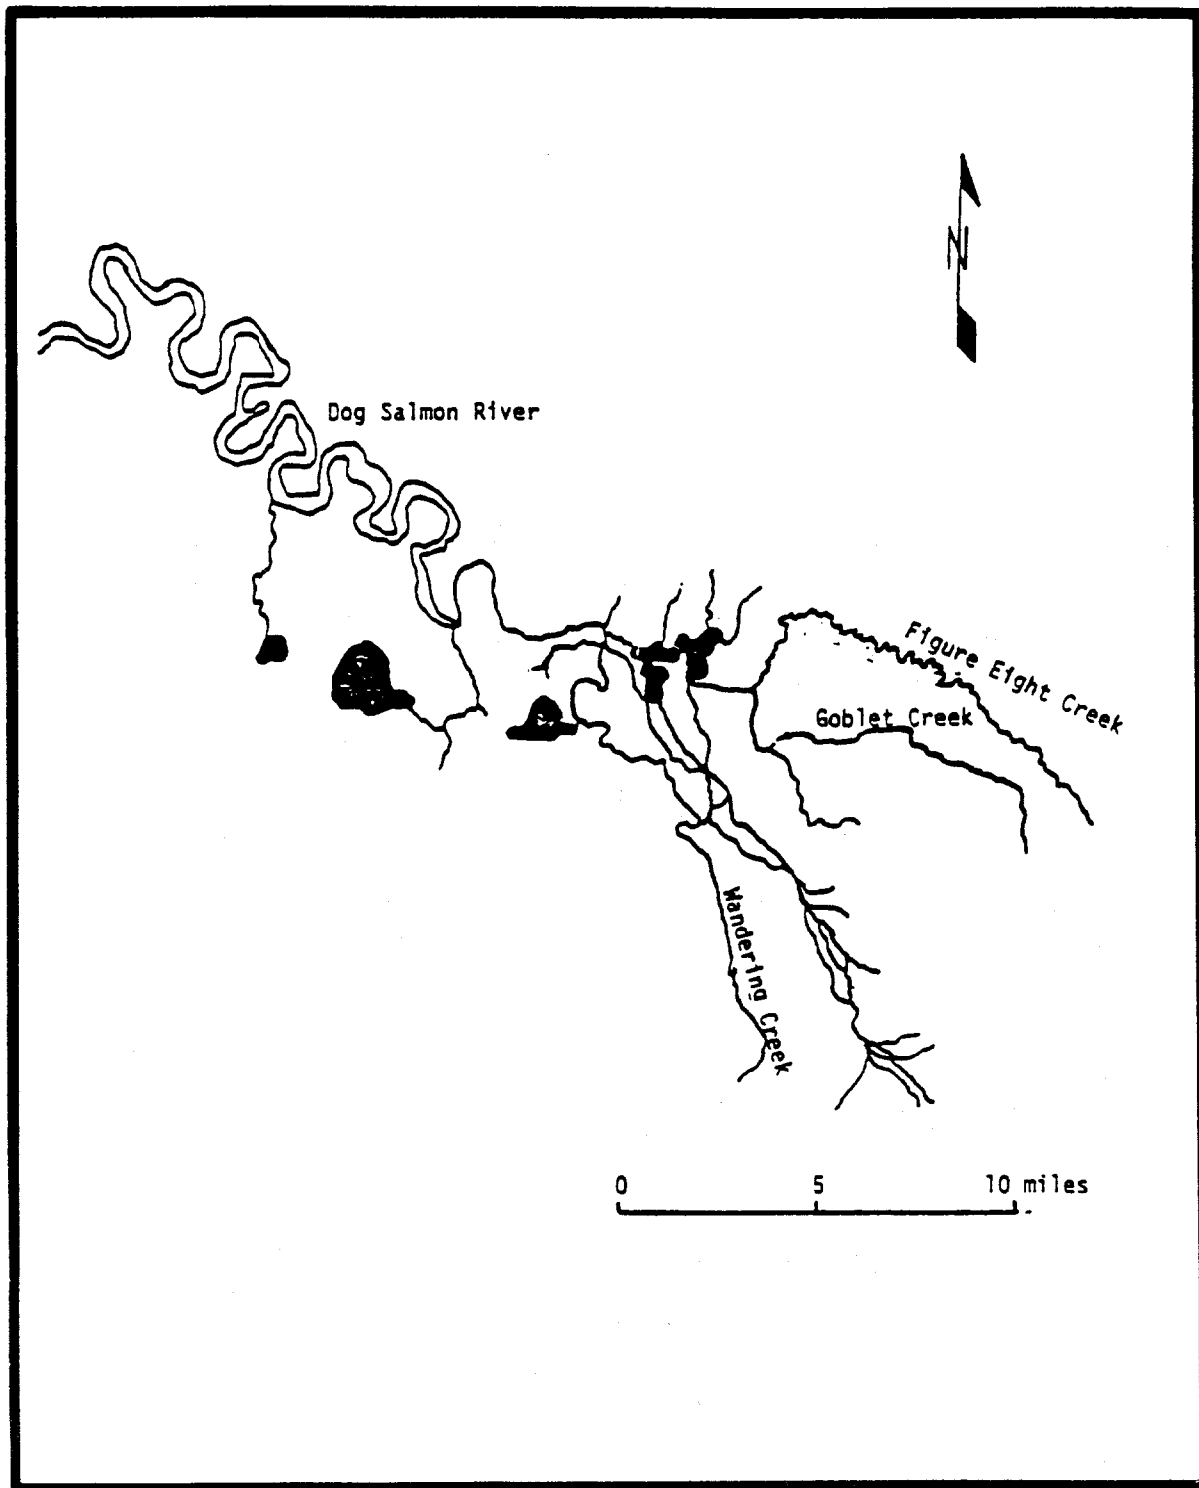 N
Dog Salmon River
Figure Eight Creek
Goblet Creek
Wandering Creek
0 5 10 miles